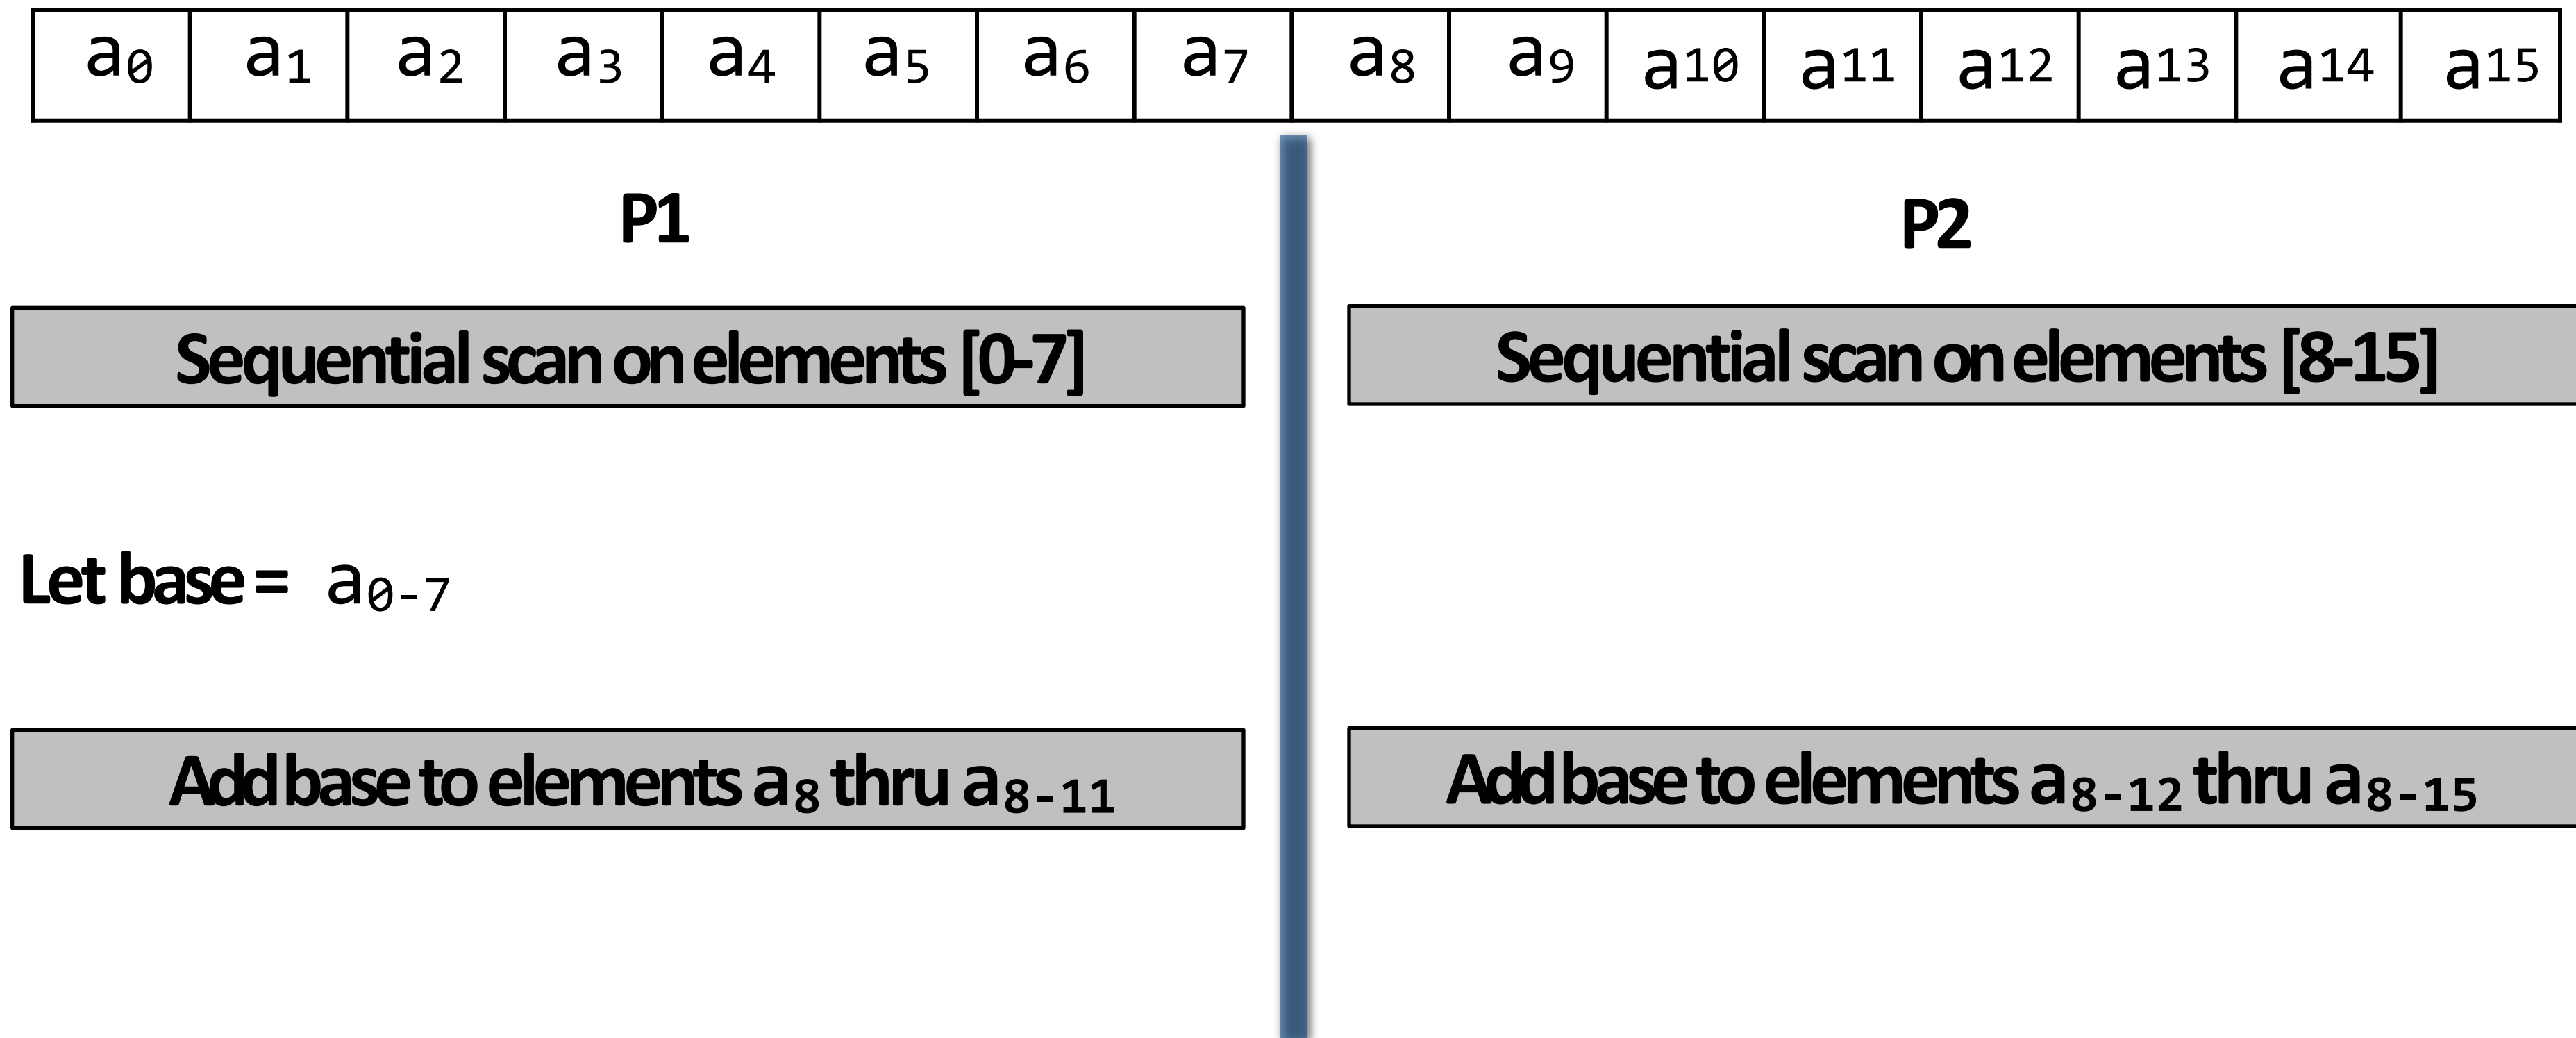 a0 a1 a2 a3 a4 a5 a6 a7 a8 a9 a10 a11 a12 a13 a14 a15
P1
P2
Sequential scan on elements [0-7]
Sequential scan on elements [8-15]
Let base = a0-7
Add base to elements a8 thru a8-11
Add base to elements a8-12 thru a8-15